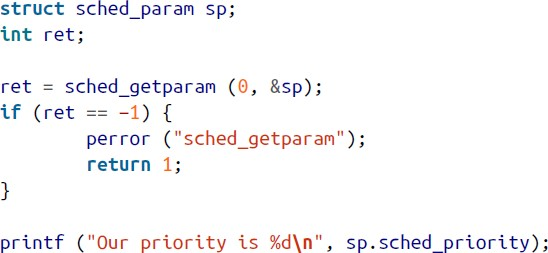 struct sched_param sp;
int ret;

ret = sched_getparam (0, &sp);
if (ret == -1) {
        perror ("sched_getparam");
        return 1;
}

printf ("Our priority is %d\n", sp.sched_priority);